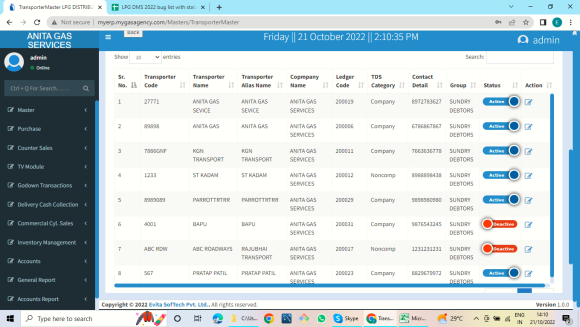 TransporterMaster LPG DISTRIBU
LPG DMS 2022 bug list with stat
Not secure | myerp.mygasagency.com/Masters/TransporterMaster
ANITA GAS
SERVICES
Back
Friday || 21 October 2022 || 2:10:35 PM
admin
admin
Online
Ctrl + Q For Search........
Master
Purchase
Counter Sales
TV Module
Godown Transactions
Delivery Cash Collection
Commercial Cyl. Sales
Inventory Management
Accounts
General Report
Accounts Report
Show 10 entries
Search:
Sr. No. Transporter Code Transporter Name Transporter Alias Name Copmpany Name Ledger Code TDS Category Contact Detail Group Status Action
1 27771 ANITA GAS SEVICE ANITA GAS SEVICE ANITA GAS SERVICES 200019 Company 8972783627 SUNDRY DEBTORS Active
2 89898 ANITA GAS ANITA GAS ANITA GAS SERVICES 200006 Company 6786867867 SUNDRY DEBTORS Active
3 7866GNF KGN TRANSPORT KGN TRANSPORT ANITA GAS SERVICES 200011 Company 7663636778 SUNDRY DEBTORS Active
4 1233 ST KADAM ST KADAM ANITA GAS SERVICES 200012 Noncomp 8988898438 SUNDRY DEBTORS Active
5 8989089 PARROTTRTRR PARROTTRTRR ANITA GAS SERVICES 200029 Company 9898980980 SUNDRY DEBTORS Active
6 4001 BAPU BAPU ANITA GAS SERVICES 200031 Company 9876543245 SUNDRY DEBTORS Deactive
7 ABC ROW ABC ROADWAYS RAJUBHAI TRANSPORT ANITA GAS SERVICES 200017 Noncomp 1231231231 SUNDRY DEBTORS Deactive
8 567 PRATAP PATIL PRATAP PATIL ANITA GAS SERVICES 200023 Company 8829670972 SUNDRY DEBTORS Active
Copyright © 2022 Evita SofTech Pvt. Ltd., All rights reserved.
Version 1.0.0
Type here to search
Skype
Trans...
Micr...
29°C
ENG
IN
14:10
21/10/2022